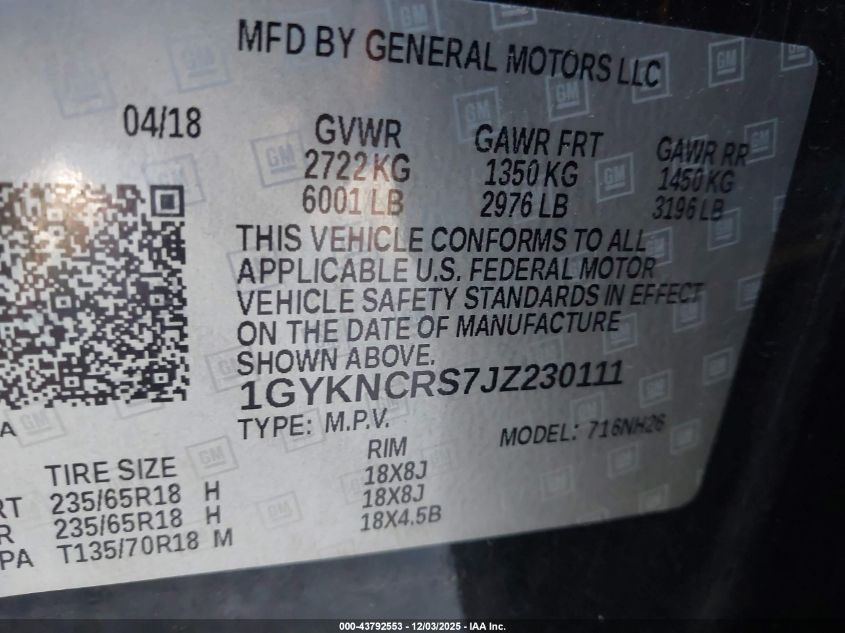 MFD BY GENERAL MOTORS LLC
04/18
GVWR GAWR FRT GAWR RR
2722 KG 1350 KG 1450 KG
6001 LB 2976 LB 3196 LB
THIS VEHICLE CONFORMS TO ALL
APPLICABLE U.S. FEDERAL MOTOR
VEHICLE SAFETY STANDARDS IN EFFECT
ON THE DATE OF MANUFACTURE
SHOWN ABOVE.
1GYKNCRS7JZ230111
A
TYPE: M.P.V. MODEL: 716NH26
TIRE SIZE RIM
RT 235/65R18 H 18X8J
R 235/65R18 H 18X8J
PA T135/70R18 M 18X4.5B
GM
000-43792553 | 12/03/2025 - IAA Inc.